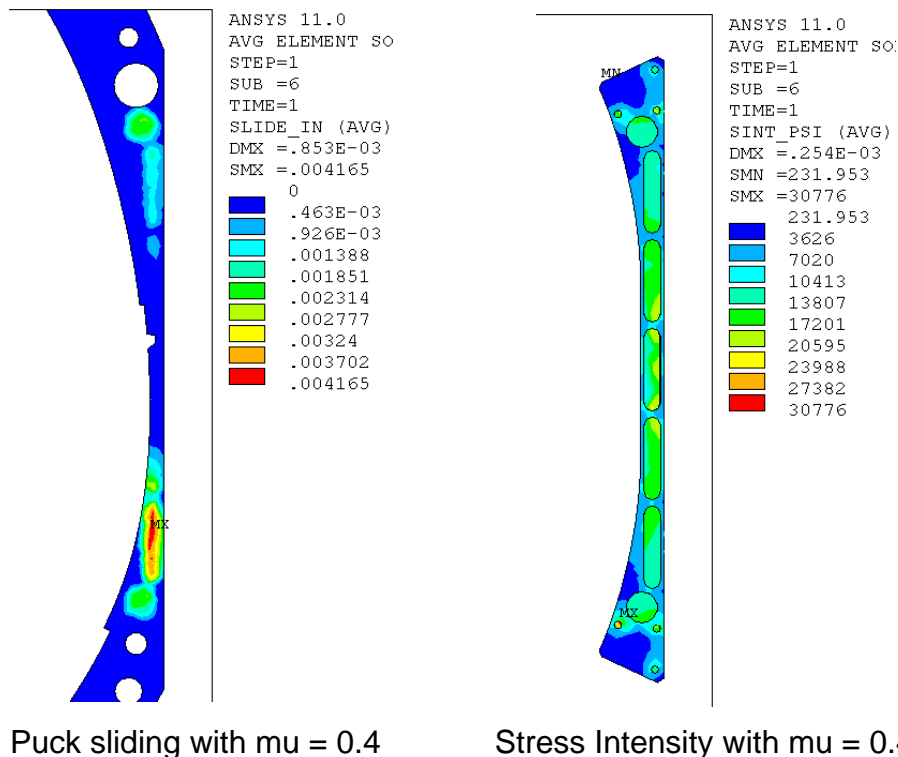 ANSYS 11.0
AVG ELEMENT SO
STEP=1
SUB =6
TIME=1
SLIDE_IN (AVG)
DMX =.853E-03
SMX =.004165
0
.463E-03
.926E-03
.001388
.001851
.002314
.002777
.00324
.003702
.004165
MX
ANSYS 11.0
AVG ELEMENT SO
STEP=1
SUB =6
TIME=1
SINT_PSI (AVG)
DMX =.254E-03
SMN =231.953
SMX =30776
231.953
3626
7020
10413
13807
17201
20595
23988
27382
30776
MN
MX
Puck sliding with mu = 0.4
Stress Intensity with mu = 0.4